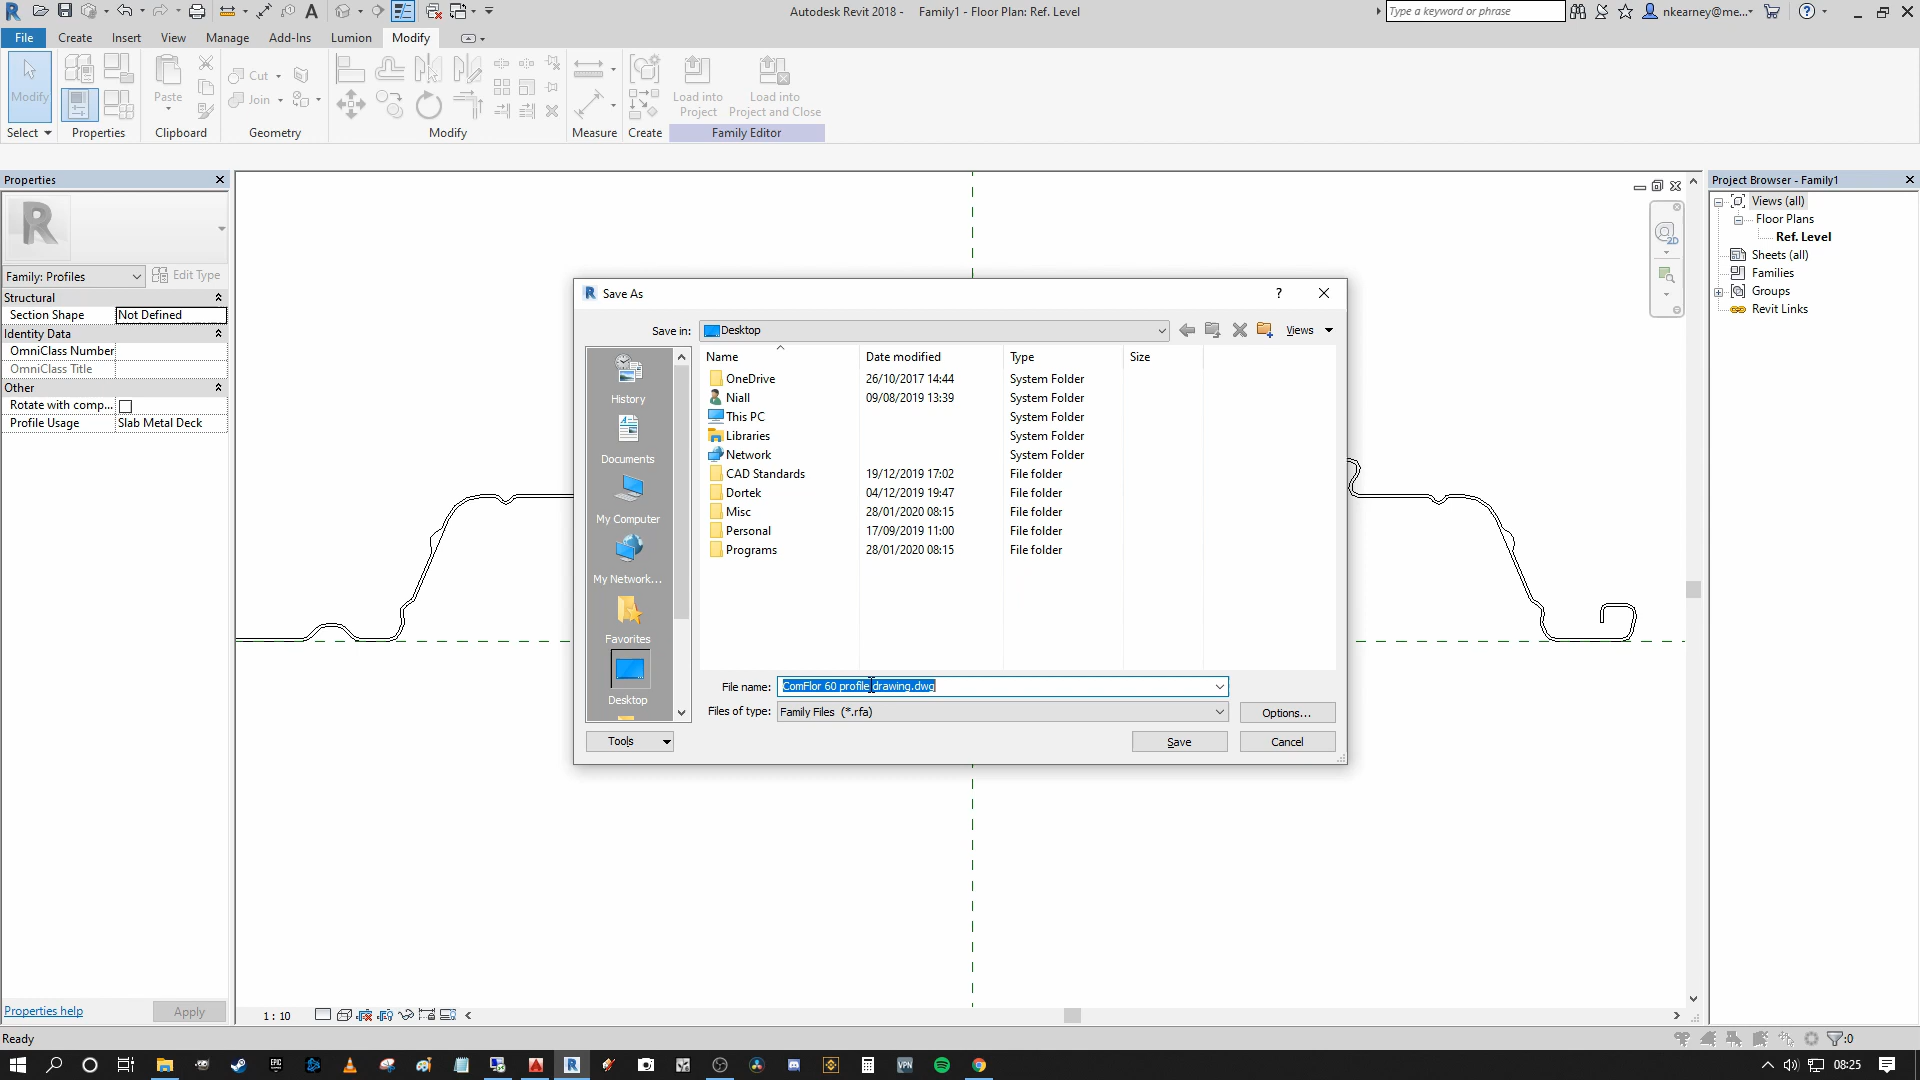 Autodesk Revit 2018 - Family1 - Floor Plan: Ref. Level
Type a keyword or phrase
nkearney@me...
File Create Insert View Manage Add-Ins Lumion Modify
Modify
Paste
Cut
Join
Load into Project
Load into Project and Close
Select Properties Clipboard Geometry Modify Measure Create Family Editor
Properties
Family: Profiles
Edit Type
Structural
Section Shape Not Defined
Identity Data
OmniClass Number
OmniClass Title
Other
Rotate with comp...
Profile Usage Slab Metal Deck
Properties help
Apply
Save As
Save in: Desktop
Views
History
Documents
My Computer
My Network...
Favorites
Desktop
Name Date modified Type Size
OneDrive 26/10/2017 14:44 System Folder
Niall 09/08/2019 13:39 System Folder
This PC System Folder
Libraries System Folder
Network System Folder
CAD Standards 19/12/2019 17:02 File folder
Dortek 04/12/2019 19:47 File folder
Misc 28/01/2020 08:15 File folder
Personal 17/09/2019 11:00 File folder
Programs 28/01/2020 08:15 File folder
File name: ComFlor 60 profile drawing.dwg
Files of type: Family Files (*.rfa)
Options...
Tools
Save
Cancel
2D
Project Browser - Family1
Views (all)
Floor Plans
Ref. Level
Sheets (all)
Families
Groups
Revit Links
1 : 10
Ready
:0
EPIC
VPN
08:25